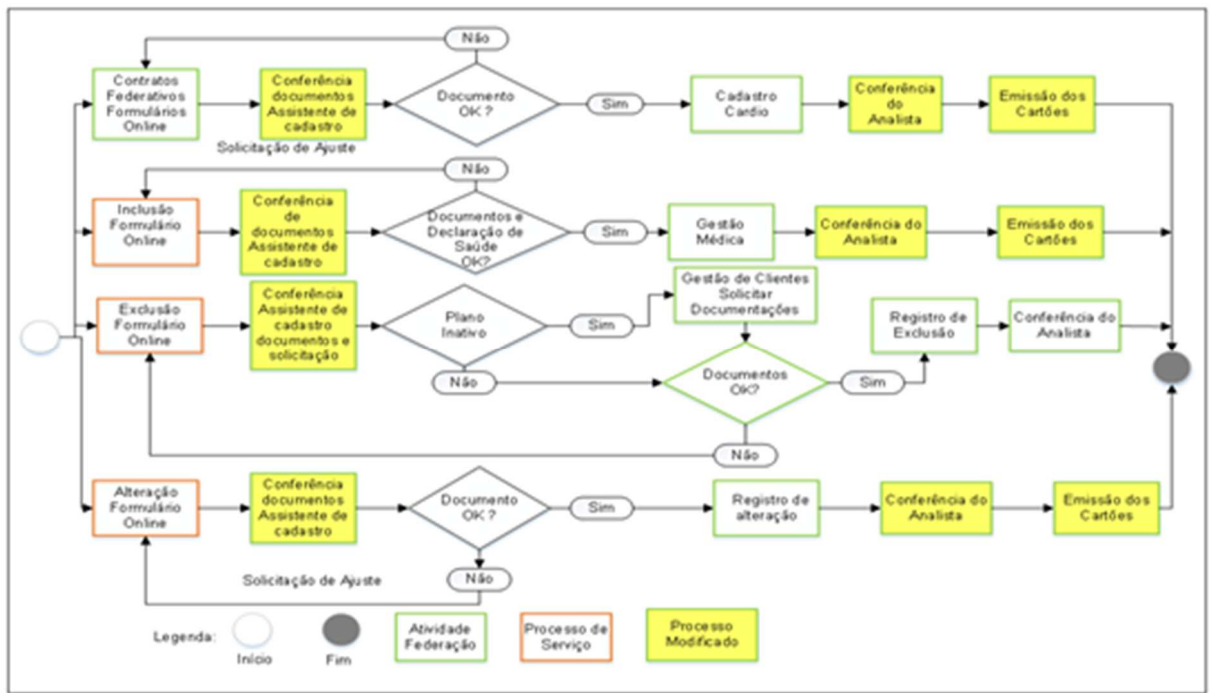 Não
Contratos
Federativos
Formulários
Online
Conferência
documentos
Assistente de
cadastro
Documento
OK ?
Sim
Cadastro
Cardio
Conferência
do
Analista
Emissão dos
Cartões
Solicitação de Ajuste
Não
Inclusão
Formulário
Online
Conferência
de
documentos
Assistente de
cadastro
Documentos e
Declaração de
Saúde
OK?
Sim
Gestão
Médica
Conferência do
Analista
Emissão dos
Cartões
Exclusão
Formulário
Online
Conferência
Assistente de
cadastro
documentos e
solicitação
Plano
Inativo
Sim
Gestão de Clientes
Solicitar
Documentações
Registro de
Exclusão
Conferência do
Analista
Não
Documentos
OK?
Sim
Não
Alteração
Formulário
Online
Conferência
documentos
Assistente de
cadastro
Documento
OK ?
Sim
Registro de
alteração
Conferência do
Analista
Emissão dos
Cartões
Não
Solicitação de Ajuste
Legenda:
Início
Fim
Atividade
Federação
Processo de
Serviço
Processo
Modificado